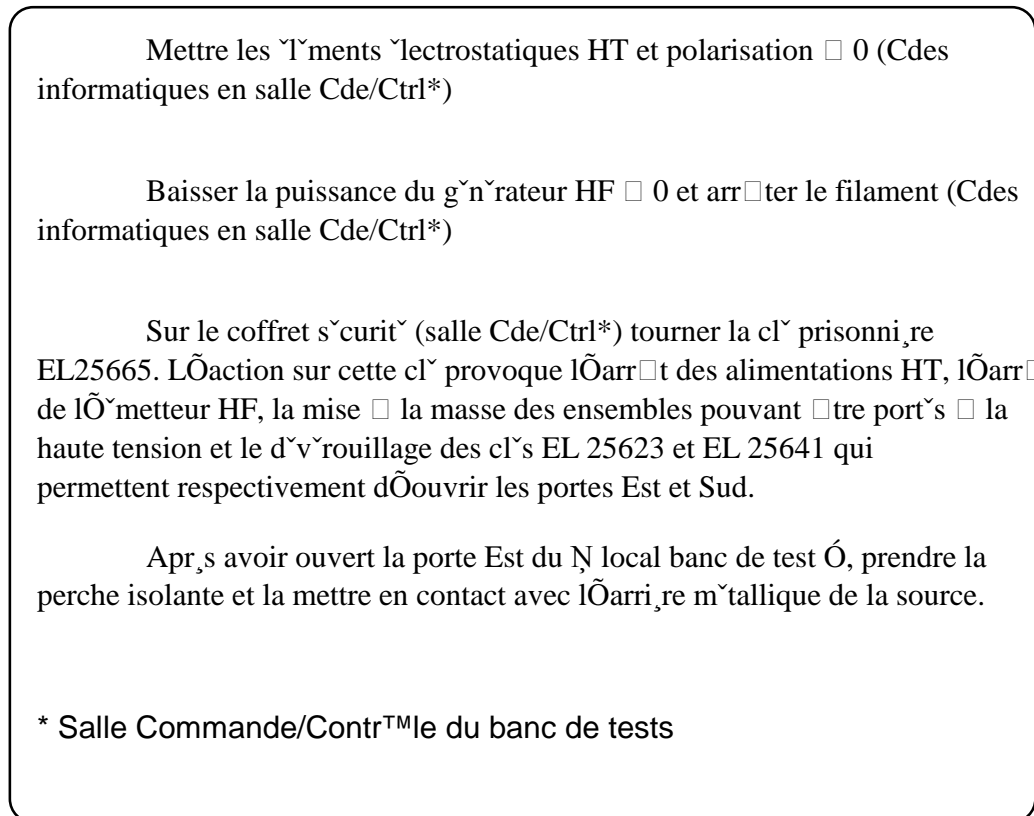 Mettre les ˇlˇments ˇlectrostatiques HT et polarisation □ 0 (Cdes
informatiques en salle Cde/Ctrl*)
Baisser la puissance du gˇnˇrateur HF □ 0 et arr□ter le filament (Cdes
informatiques en salle Cde/Ctrl*)
Sur le coffret sˇcuritˇ (salle Cde/Ctrl*) tourner la clˇ prisonni¸re
EL25665. LÕaction sur cette clˇ provoque lÕarr□t des alimentations HT, lÕarr□
de lÕˇmetteur HF, la mise □ la masse des ensembles pouvant □tre portˇs □ la
haute tension et le dˇvˇrouillage des clˇs EL 25623 et EL 25641 qui
permettent respectivement dÕouvrir les portes Est et Sud.
Apr¸s avoir ouvert la porte Est du Ņ local banc de test Ó, prendre la
perche isolante et la mettre en contact avec lÕarri¸re mˇtallique de la source.
* Salle Commande/Contr™le du banc de tests